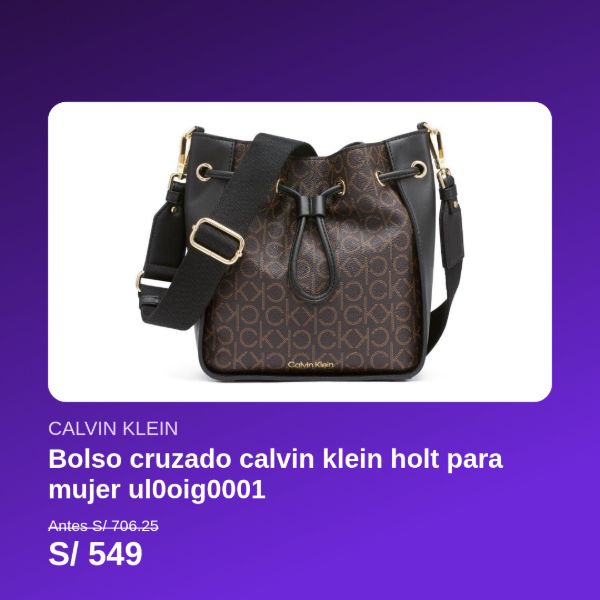 Calvin Klein
CALVIN KLEIN
Bolso cruzado calvin klein holt para
mujer ul0oig0001
Antes S/ 706.25
S/ 549